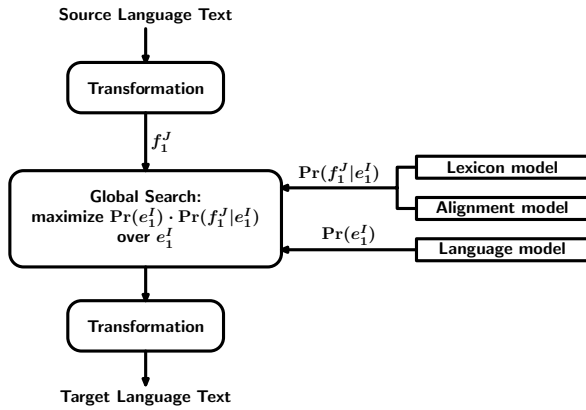 Source Language Text
Transformation
f_1^J
Global Search:
maximize Pr(e_1^I) · Pr(f_1^J|e_1^I)
over e_1^I
Pr(f_1^J|e_1^I)
Lexicon model
Alignment model
Pr(e_1^I)
Language model
Transformation
Target Language Text